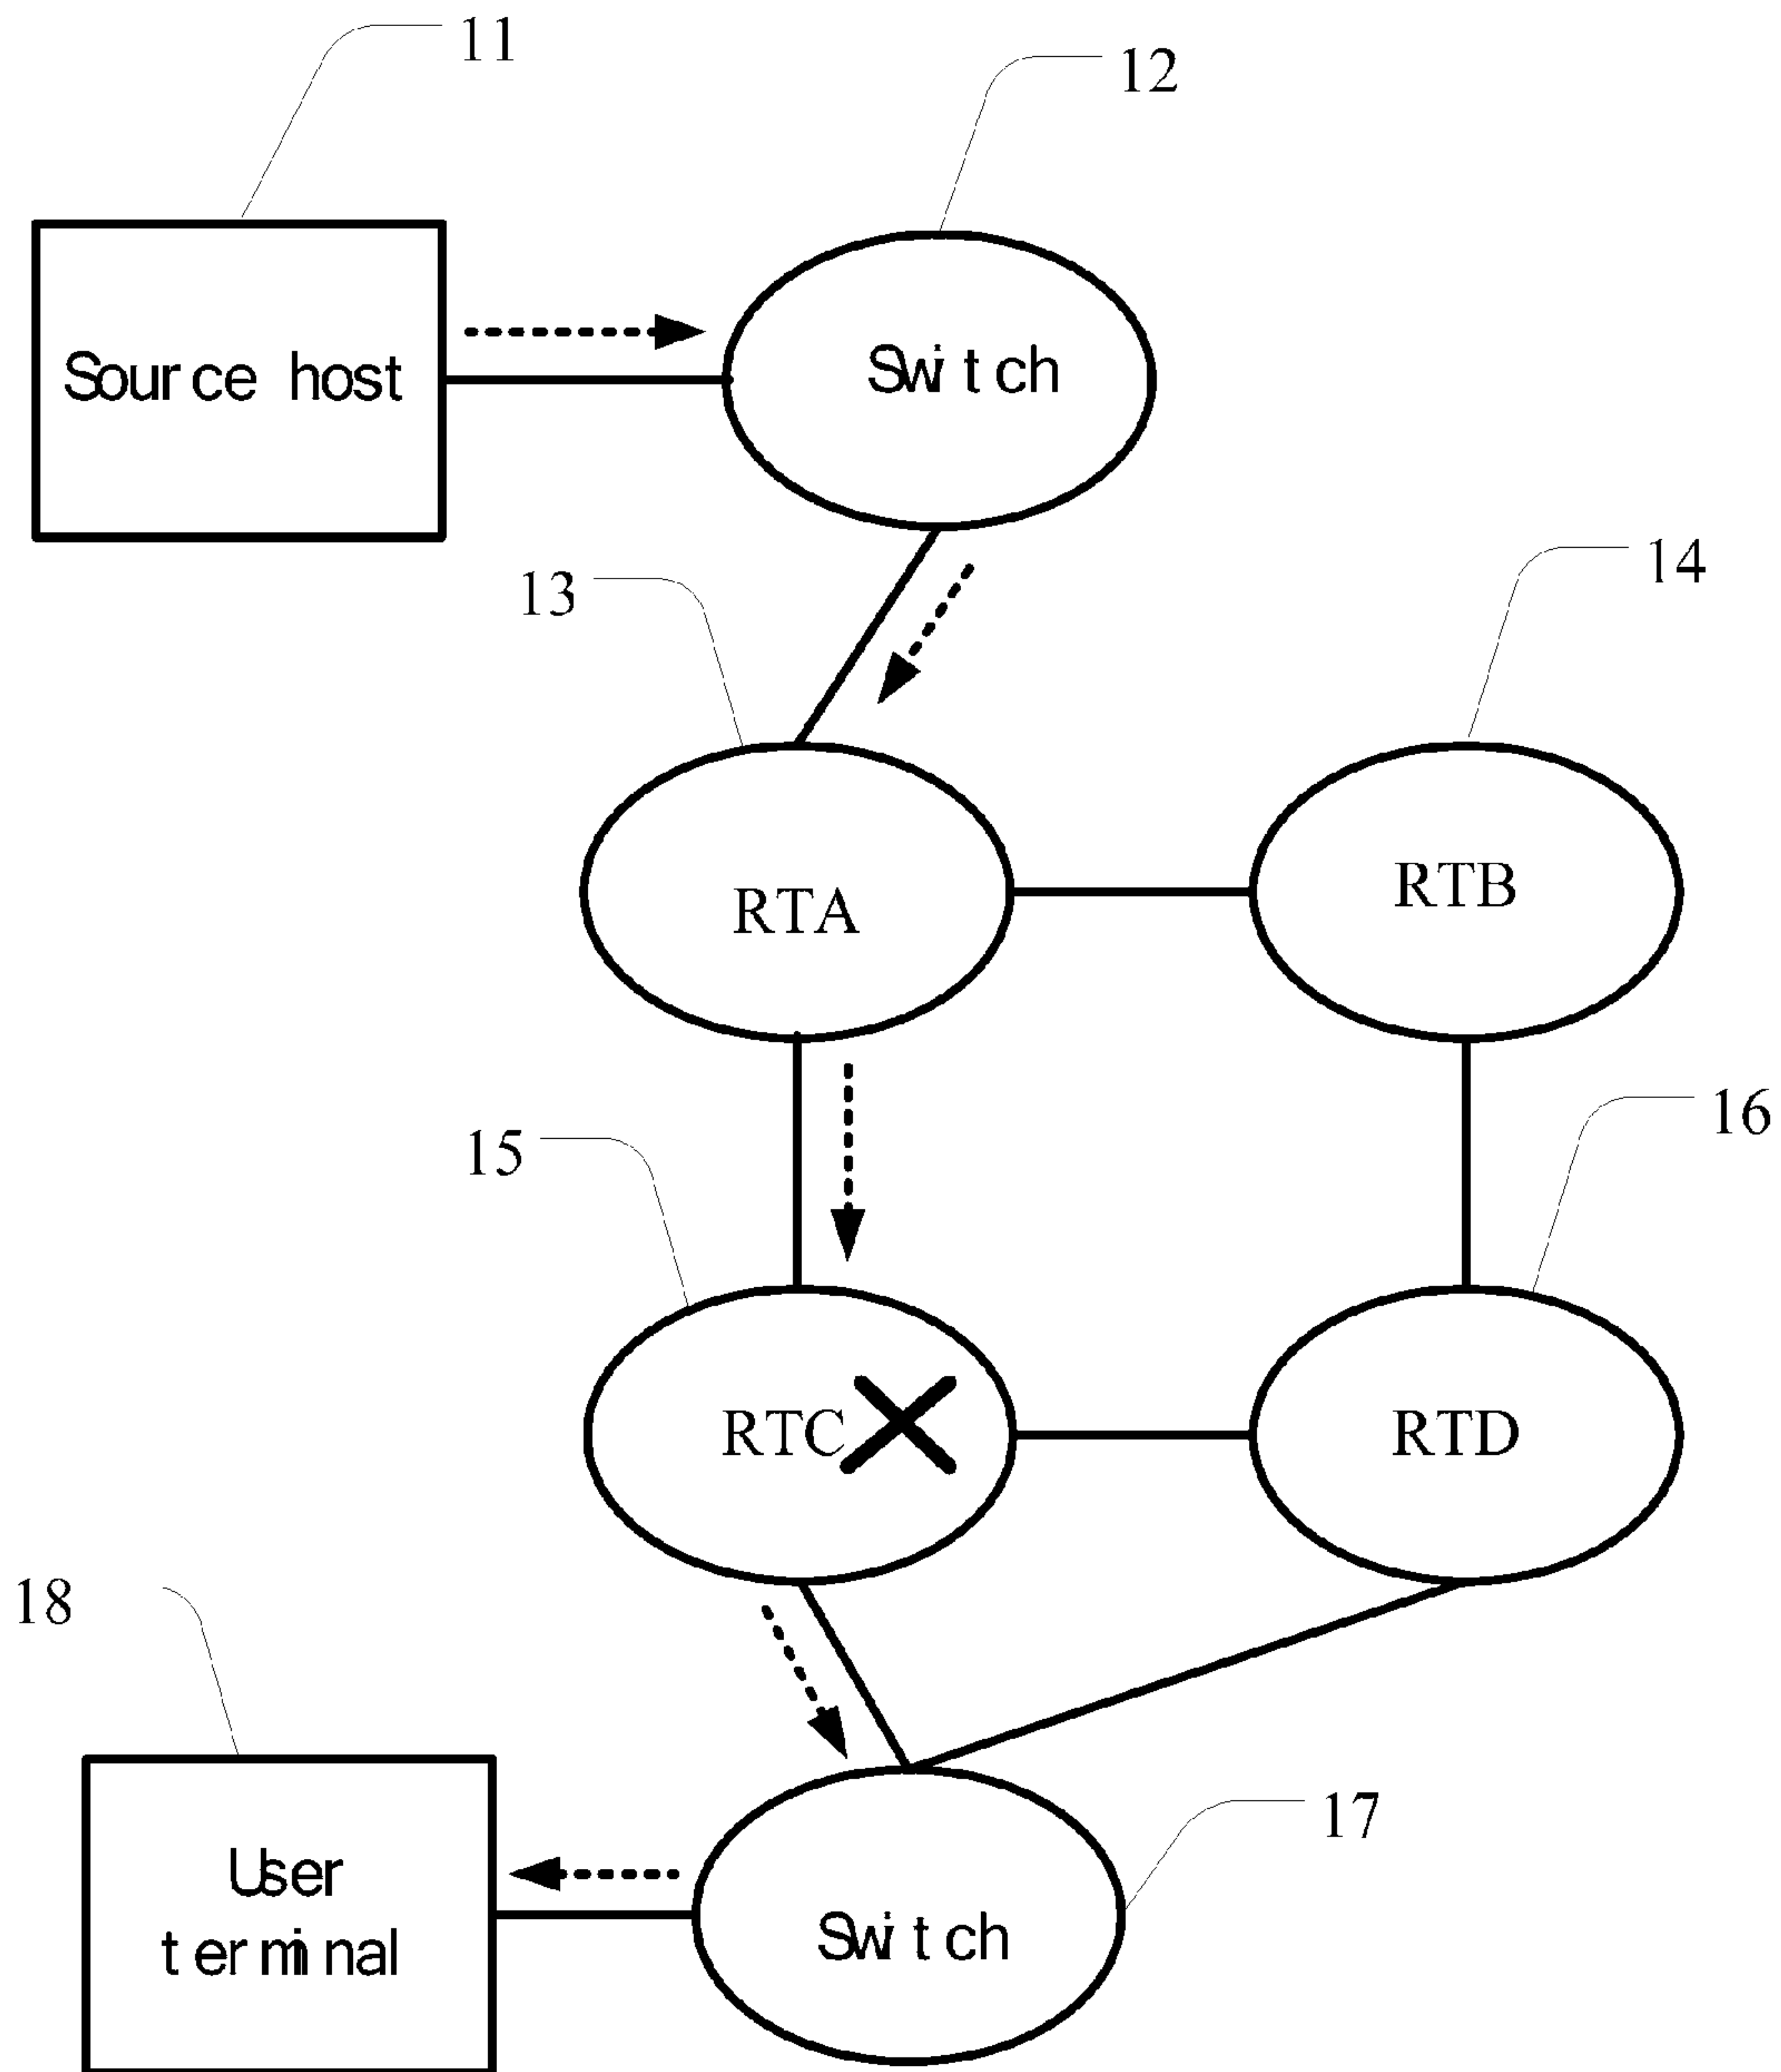 11
12
Source host
Switch
13
14
RTA
RTB
15
16
RTC
RTD
18
17
User
terminal
Switch